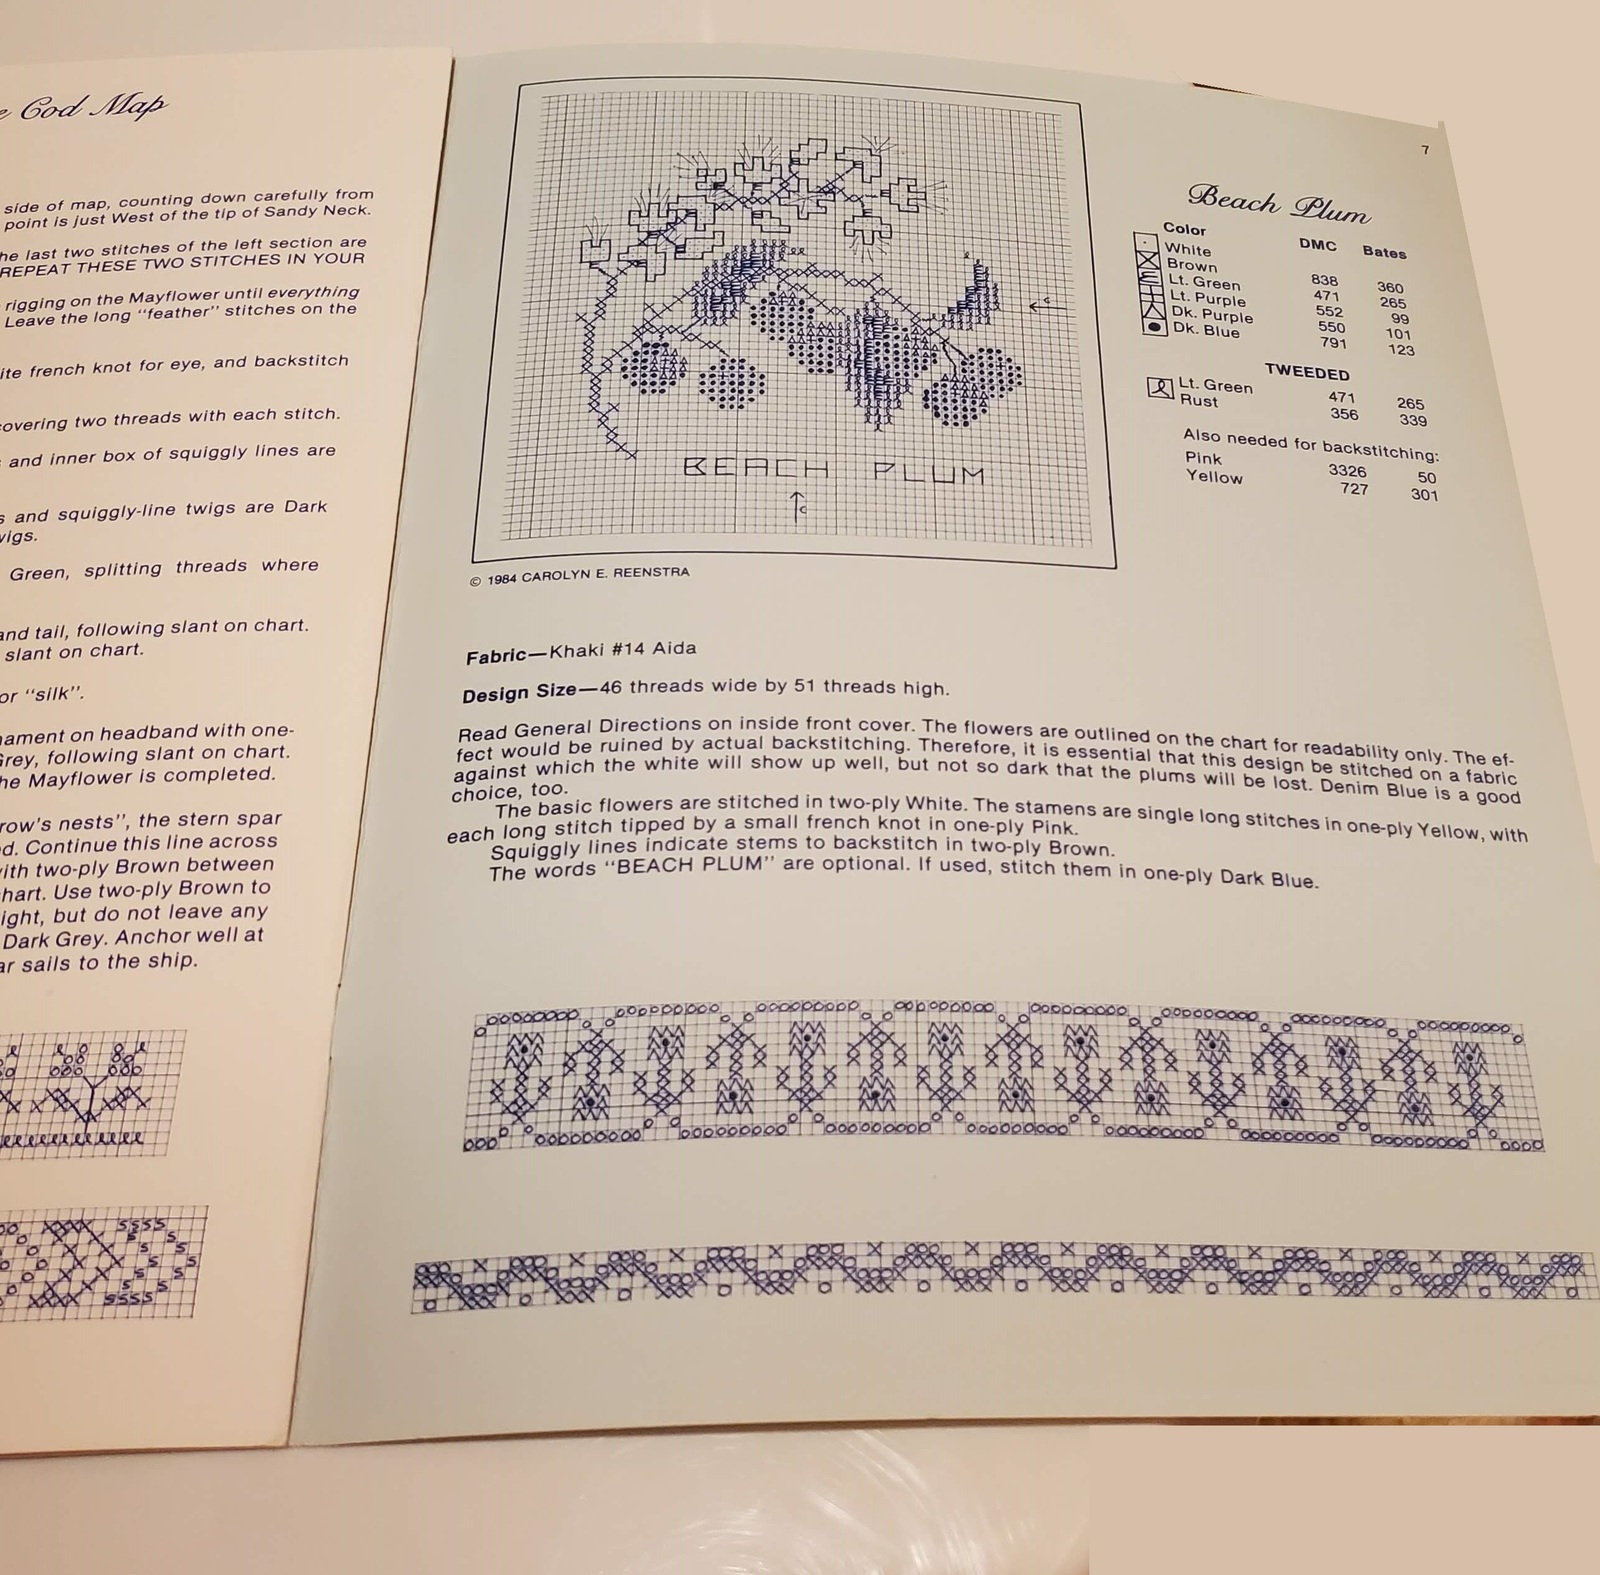 e Cod Map
side of map, counting down carefully from
point is just West of the tip of Sandy Neck.
he last two stitches of the left section are
REPEAT THESE TWO STITCHES IN YOUR
rigging on the Mayflower until everything
Leave the long "feather" stitches on the
ite french knot for eye, and backstitch
covering two threads with each stitch.
s and inner box of squiggly lines are
s and squiggly-line twigs are Dark
wigs.
Green, splitting threads where
and tail, following slant on chart.
slant on chart.
or "silk".
nament on headband with one-
Grey, following slant on chart.
he Mayflower is completed.
row's nests", the stern spar
d. Continue this line across
with two-ply Brown between
hart. Use two-ply Brown to
ight, but do not leave any
Dark Grey. Anchor well at
ar sails to the ship.
7
BEACH PLUM
c
c
© 1984 CAROLYN E. REENSTRA
Beach Plum
Color DMC Bates
White
Brown 838 360
Lt. Green 471 265
Lt. Purple 552 99
Dk. Purple 550 101
Dk. Blue 791 123
TWEEDED
Lt. Green 471 265
Rust 356 339
Also needed for backstitching:
Pink 3326 50
Yellow 727 301
Fabric—Khaki #14 Aida
Design Size—46 threads wide by 51 threads high.
Read General Directions on inside front cover. The flowers are outlined on the chart for readability only. The ef-
fect would be ruined by actual backstitching. Therefore, it is essential that this design be stitched on a fabric
against which the white will show up well, but not so dark that the plums will be lost. Denim Blue is a good
choice, too.
The basic flowers are stitched in two-ply White. The stamens are single long stitches in one-ply Yellow, with
each long stitch tipped by a small french knot in one-ply Pink.
Squiggly lines indicate stems to backstitch in two-ply Brown.
The words "BEACH PLUM" are optional. If used, stitch them in one-ply Dark Blue.